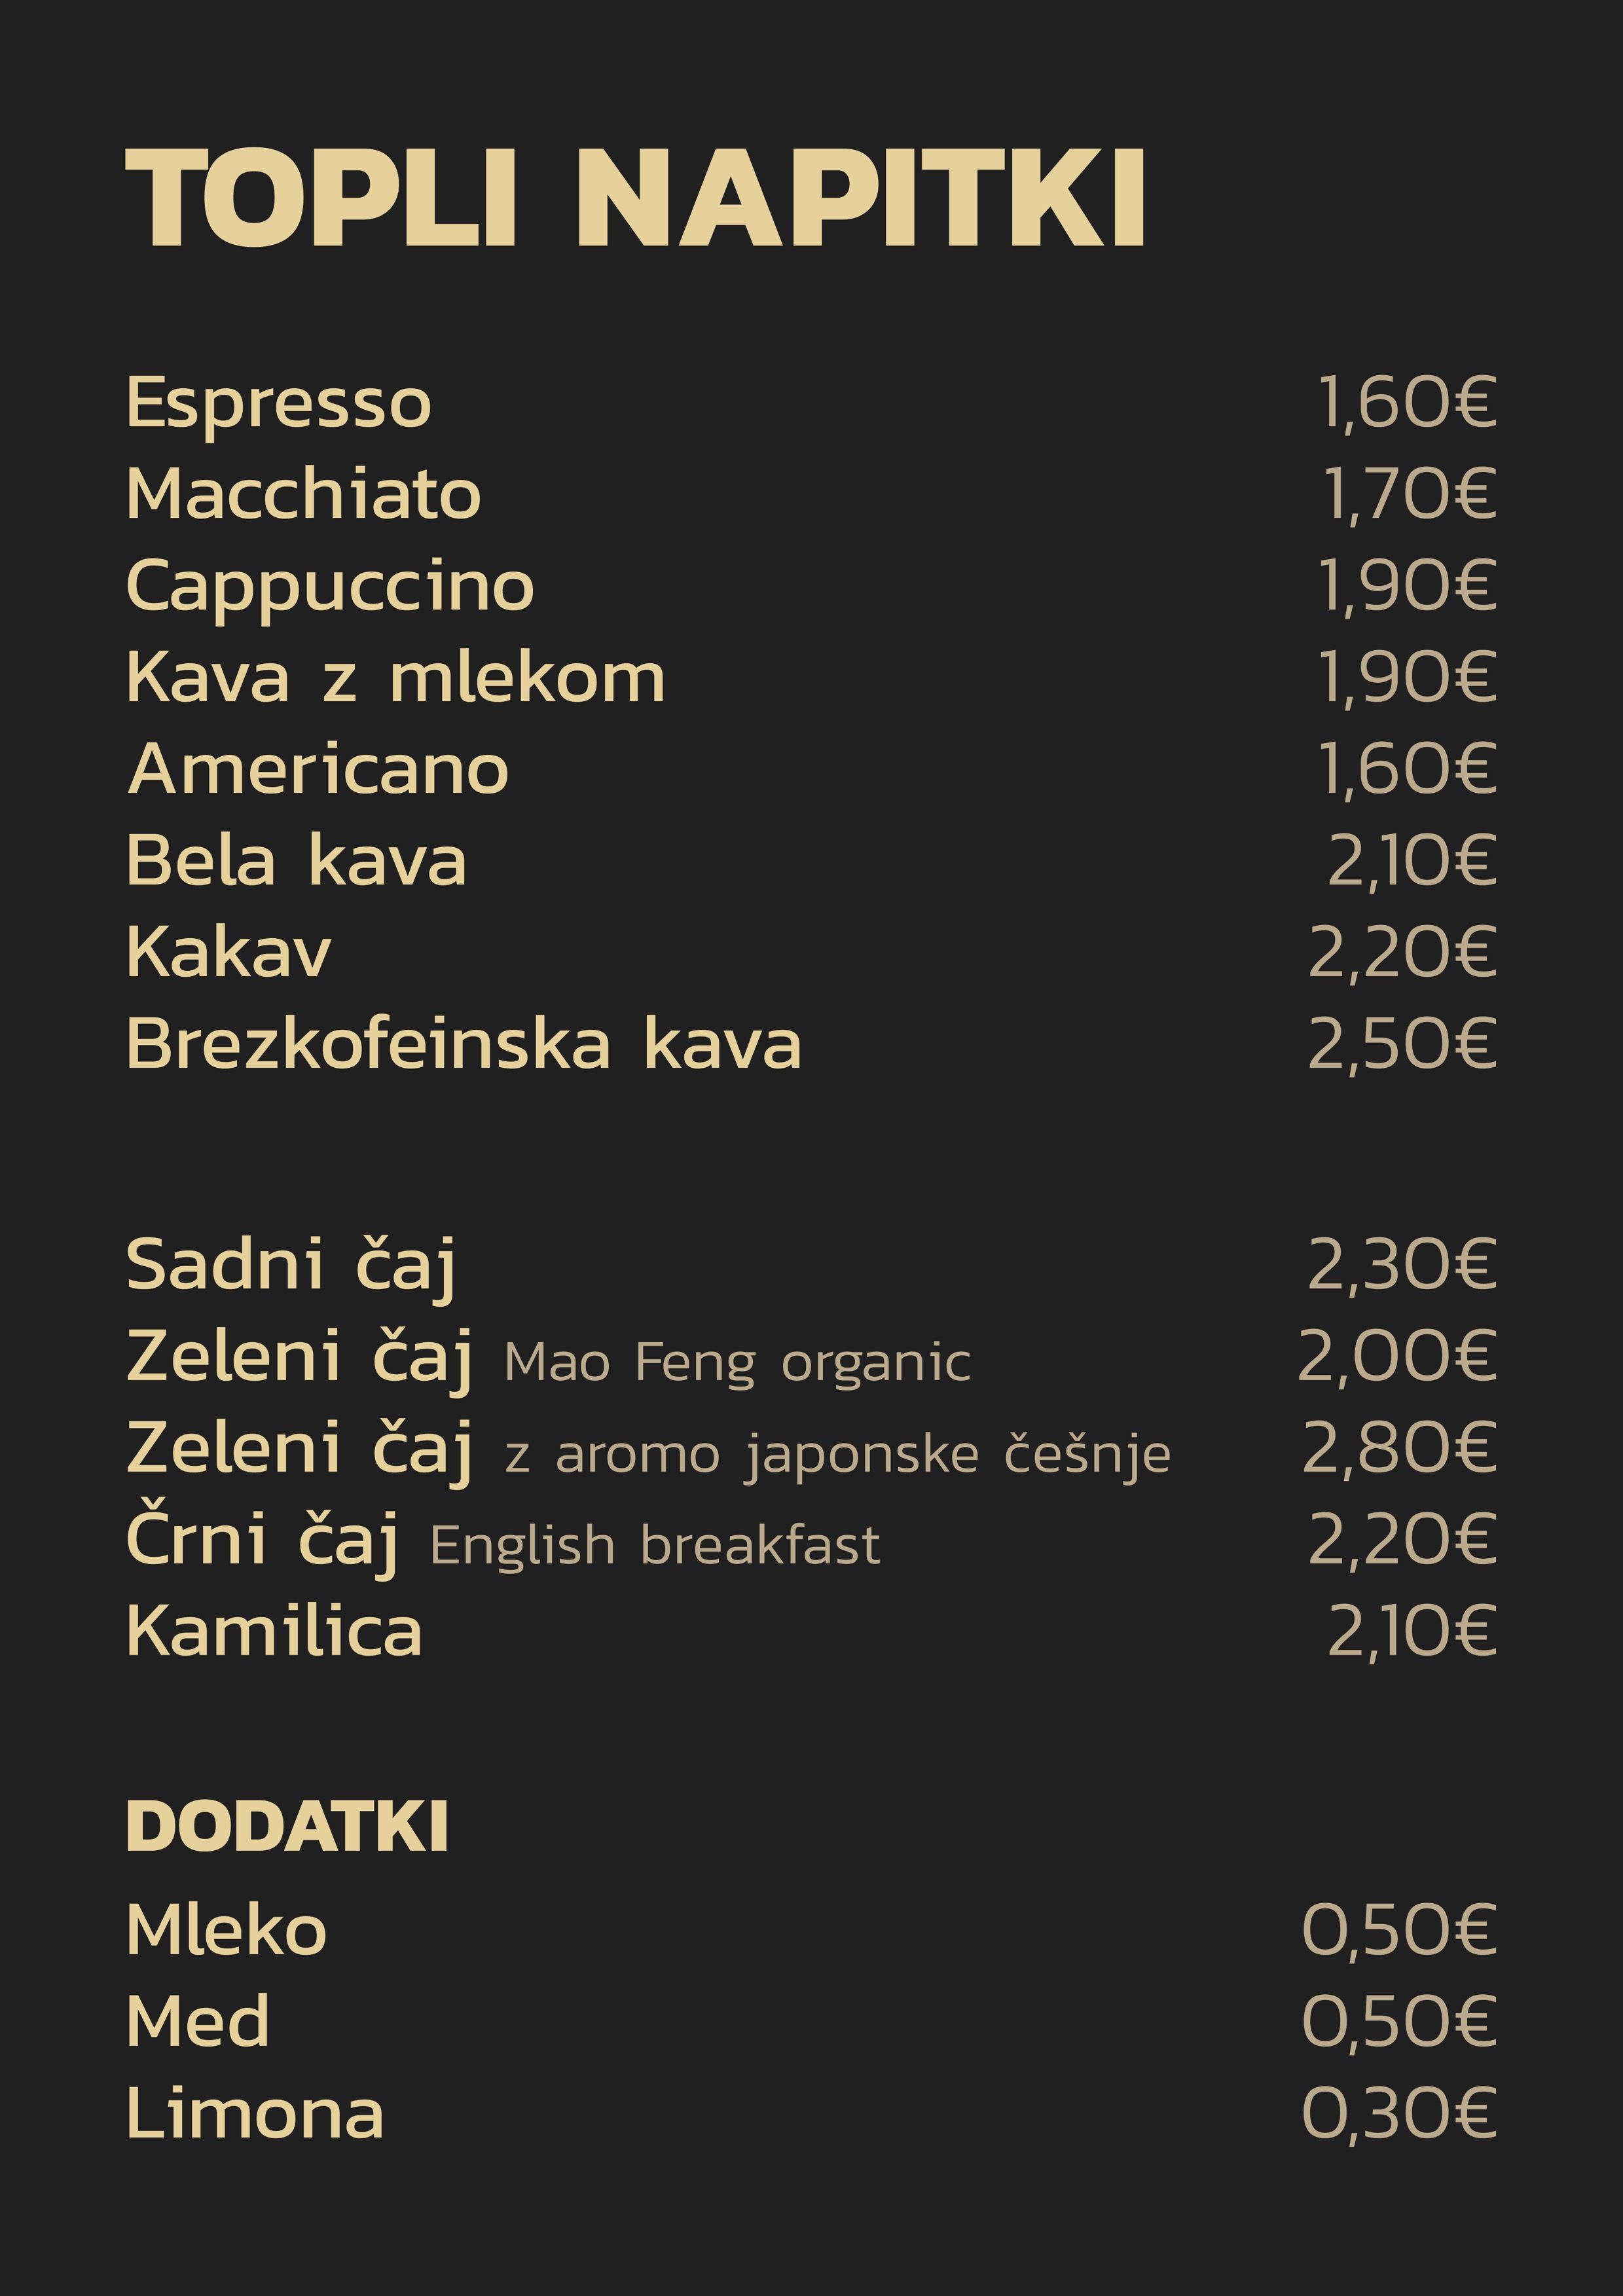 TOPLI NAPITKI
Espresso 1,60€
Macchiato 1,70€
Cappuccino 1,90€
Kava z mlekom 1,90€
Americano 1,60€
Bela kava 2,10€
Kakav 2,20€
Brezkofeinska kava 2,50€
Sadni čaj 2,30€
Zeleni čaj Mao Feng organic 2,00€
Zeleni čaj z aromo japonske češnje 2,80€
Črni čaj English breakfast 2,20€
Kamilica 2,10€
DODATKI
Mleko 0,50€
Med 0,50€
Limona 0,30€